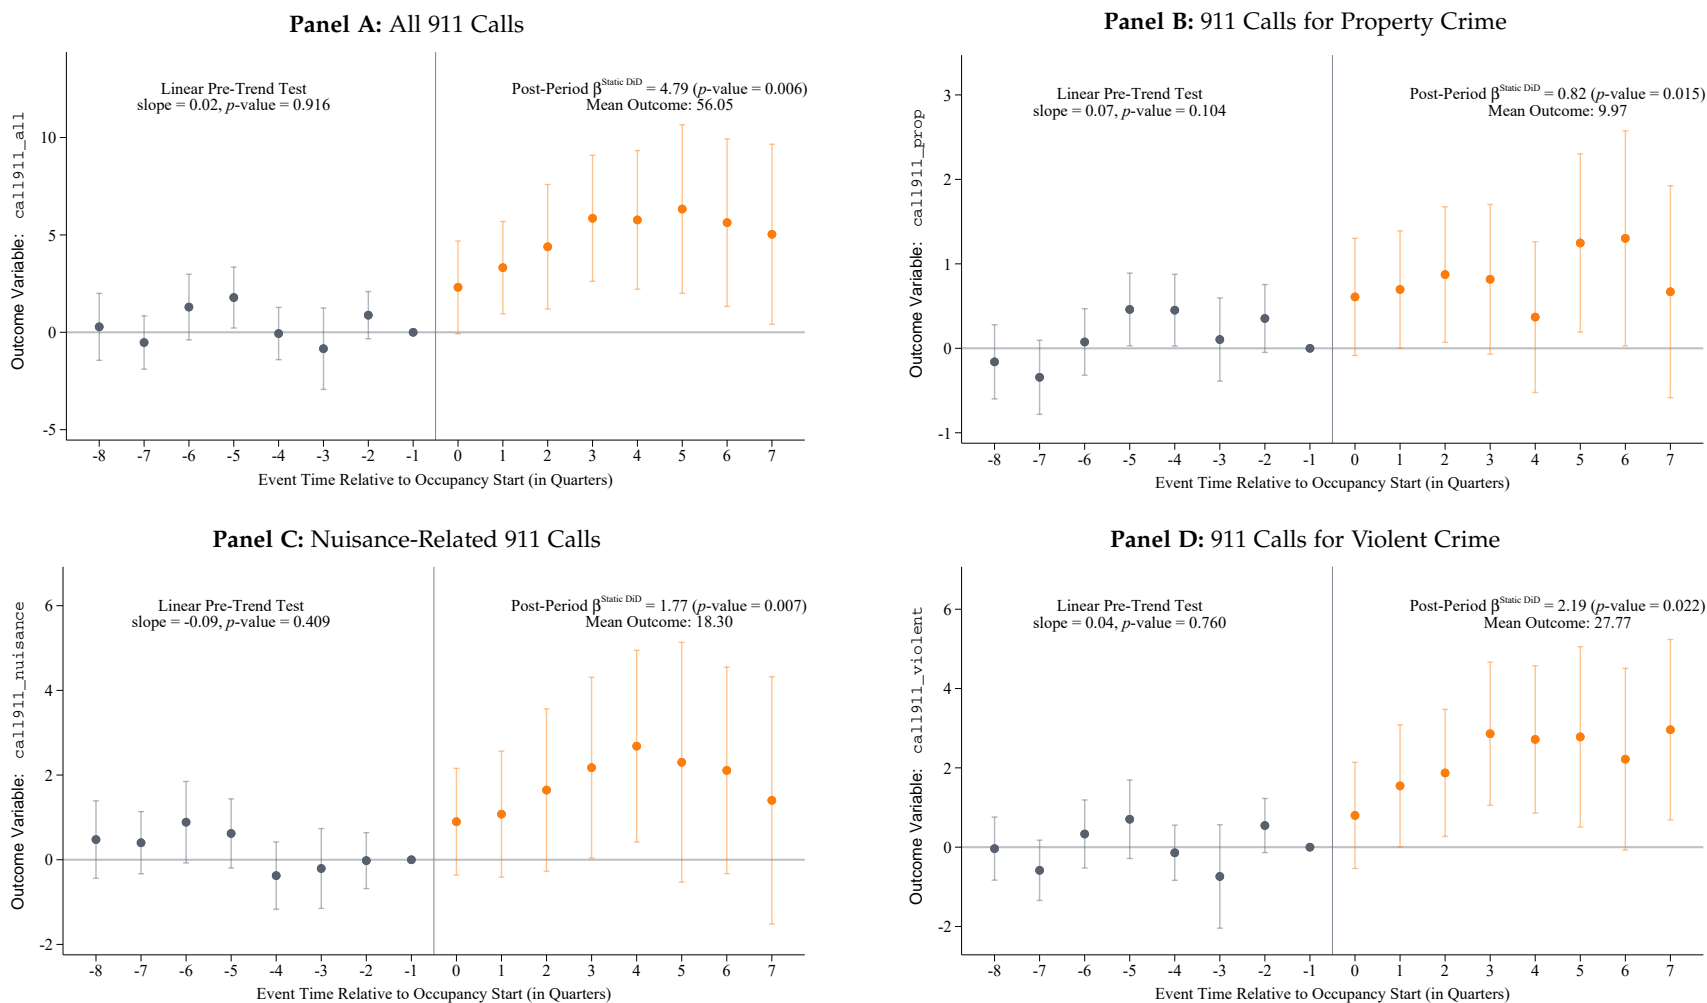 Panel A: All 911 Calls
Linear Pre-Trend Test
slope = 0.02, p-value = 0.916
Post-Period β^Static DiD = 4.79 (p-value = 0.006)
Mean Outcome: 56.05
Outcome Variable: call911_all
10
5
0
-5
-8 -7 -6 -5 -4 -3 -2 -1 0 1 2 3 4 5 6 7
Event Time Relative to Occupancy Start (in Quarters)
Panel B: 911 Calls for Property Crime
Linear Pre-Trend Test
slope = 0.07, p-value = 0.104
Post-Period β^Static DiD = 0.82 (p-value = 0.015)
Mean Outcome: 9.97
Outcome Variable: call911_prop
3
2
1
0
-1
-8 -7 -6 -5 -4 -3 -2 -1 0 1 2 3 4 5 6 7
Event Time Relative to Occupancy Start (in Quarters)
Panel C: Nuisance-Related 911 Calls
Linear Pre-Trend Test
slope = -0.09, p-value = 0.409
Post-Period β^Static DiD = 1.77 (p-value = 0.007)
Mean Outcome: 18.30
Outcome Variable: call911_nuisance
6
4
2
0
-2
-8 -7 -6 -5 -4 -3 -2 -1 0 1 2 3 4 5 6 7
Event Time Relative to Occupancy Start (in Quarters)
Panel D: 911 Calls for Violent Crime
Linear Pre-Trend Test
slope = 0.04, p-value = 0.760
Post-Period β^Static DiD = 2.19 (p-value = 0.022)
Mean Outcome: 27.77
Outcome Variable: call911_violent
6
4
2
0
-2
-8 -7 -6 -5 -4 -3 -2 -1 0 1 2 3 4 5 6 7
Event Time Relative to Occupancy Start (in Quarters)